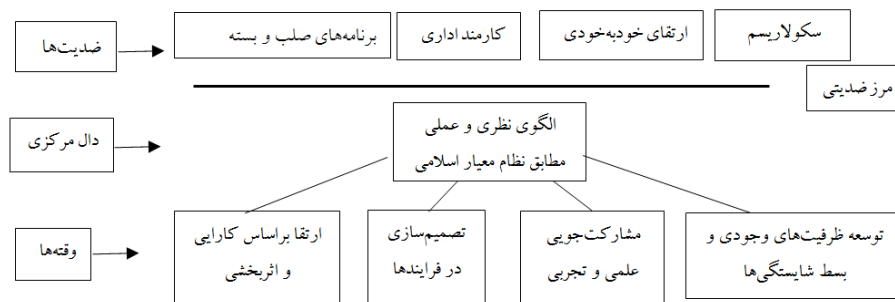 ضدیت‌ها
سکولاریسم
ارتقای خودبه‌خودی
کارمند اداری
برنامه‌های صلب و بسته
مرز ضدیتی
دال مرکزی
الگوی نظری و عملی
مطابق نظام معیار اسلامی
وقته‌ها
توسعه ظرفیت‌های وجودی و
بسط شایستگی‌ها
مشارکت‌جویی
علمی و تجربی
تصمیم‌سازی
در فرایندها
ارتقا براساس کارایی
و اثربخشی